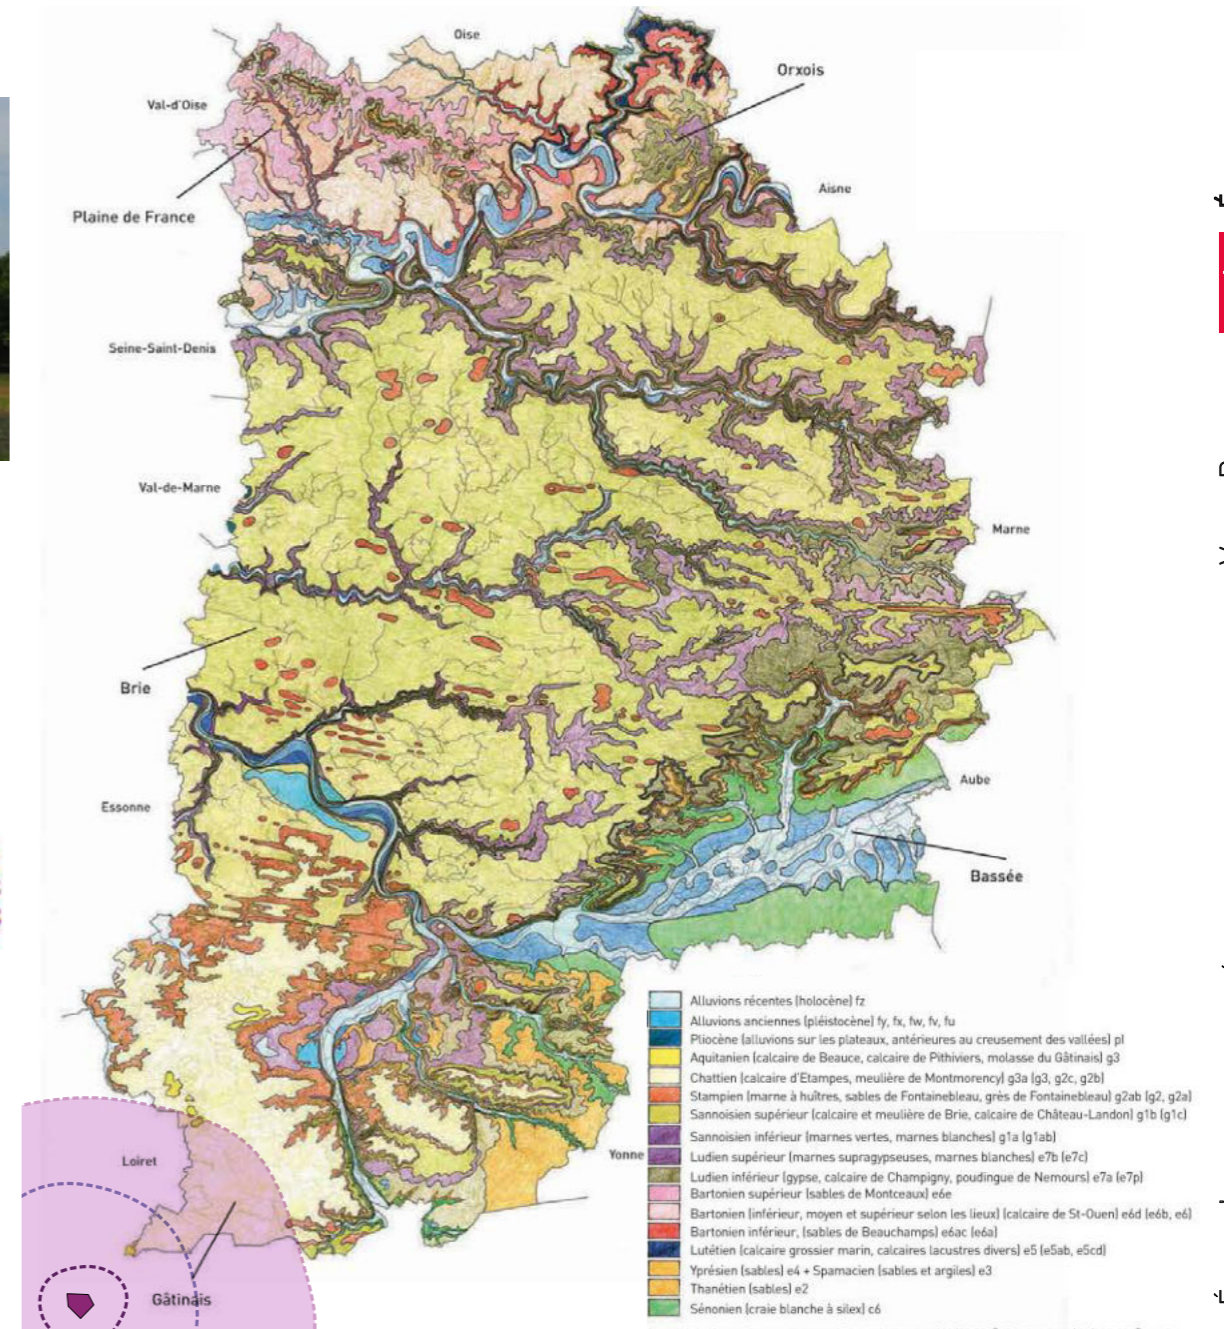 Oise
Orxois
Val-d'Oise
Aisne
Plaine de France
Seine-Saint-Denis
Val-de-Marne
Marne
Brie
Aube
Essonne
Bassée
Alluvions récentes (holocène) fz
Alluvions anciennes (pléistocène) fy, fx, fw, fv, fu
Pliocène (alluvions sur les plateaux, antérieures au creusement des vallées) pl
Aquitanien (calcaire de Beauce, calcaire de Pithiviers, molasse du Gâtinais) g3
Chattien (calcaire d'Etampes, meulière de Montmorency) g3a (g3, g2c, g2b)
Stampien (marne à huîtres, sables de Fontainebleau, grès de Fontainebleau) g2ab (g2, g2a)
Sannoisien supérieur (calcaire et meulière de Brie, calcaire de Château-Landon) g1b (g1c)
Sannoisien inférieur (marnes vertes, marnes blanches) g1a (g1ab)
Yonne
Ludien supérieur (marnes supragypseuses, marnes blanches) e7b (e7c)
Loiret
Ludien inférieur (gypse, calcaire de Champigny, poudingue de Nemours) e7a (e7p)
Bartonien supérieur (sables de Montceaux) e6e
Bartonien (inférieur, moyen et supérieur selon les lieux) (calcaire de St-Ouen) e6d (e6b, e6)
Bartonien inférieur, (sables de Beauchamps) e6ac (e6a)
Lutétien (calcaire grossier marin, calcaires lacustres divers) e5 (e5ab, e5cd)
Yprésien (sables) e4 + Spamacien (sables et argiles) e3
Thanétien (sables) e2
Gâtinais
Sénonien (craie blanche à silex) c6